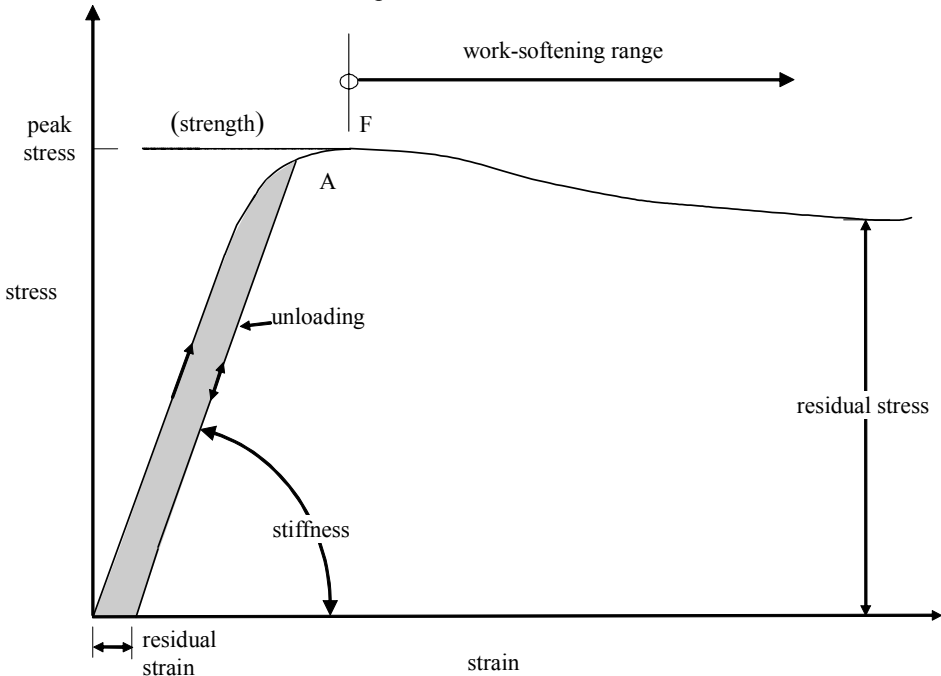 work-softening range
(strength)
F
peak
stress
A
stress
unloading
residual stress
stiffness
residual
strain
strain